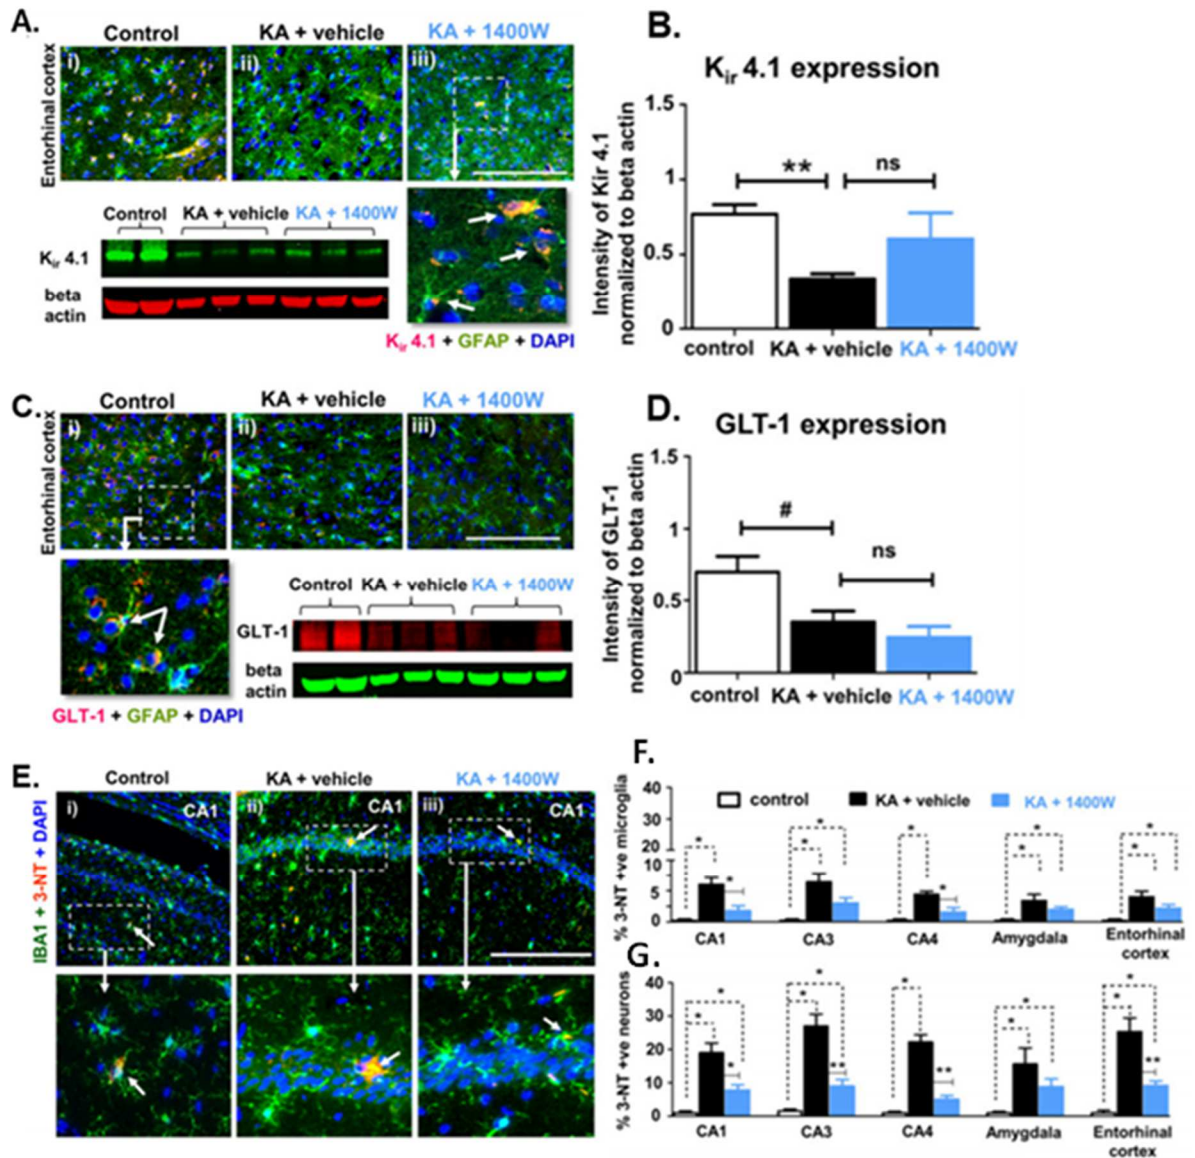 A.
Control
KA + vehicle
KA + 1400W
Entorhinal cortex
i)
ii)
iii)
Control KA + vehicle KA + 1400W
Kir 4.1
beta
actin
Kir 4.1 + GFAP + DAPI
B.
Kir 4.1 expression
Intensity of Kir 4.1
normalized to beta actin
1.5
1
0.5
0
**
ns
control KA + vehicle KA + 1400W
C.
Control
KA + vehicle
KA + 1400W
Entorhinal cortex
i)
ii)
iii)
Control KA + vehicle KA + 1400W
GLT-1
beta
actin
GLT-1 + GFAP + DAPI
D.
GLT-1 expression
Intensity of GLT-1
normalized to beta actin
1.5
1
0.5
0
#
ns
control KA + vehicle KA + 1400W
E.
Control
KA + vehicle
KA + 1400W
IBA1 + 3-NT + DAPI
i)
CA1
ii)
CA1
iii)
CA1
F.
% 3-NT +ve microglia
40
30
20
20
10
5
0
control
KA + vehicle
KA + 1400W
* * * * * * * * * * *
CA1 CA3 CA4 Amygdala Entorhinal
cortex
G.
% 3-NT +ve neurons
40
30
20
10
0
* * * * * ** * ** * * * * **
CA1 CA3 CA4 Amygdala Entorhinal
cortex